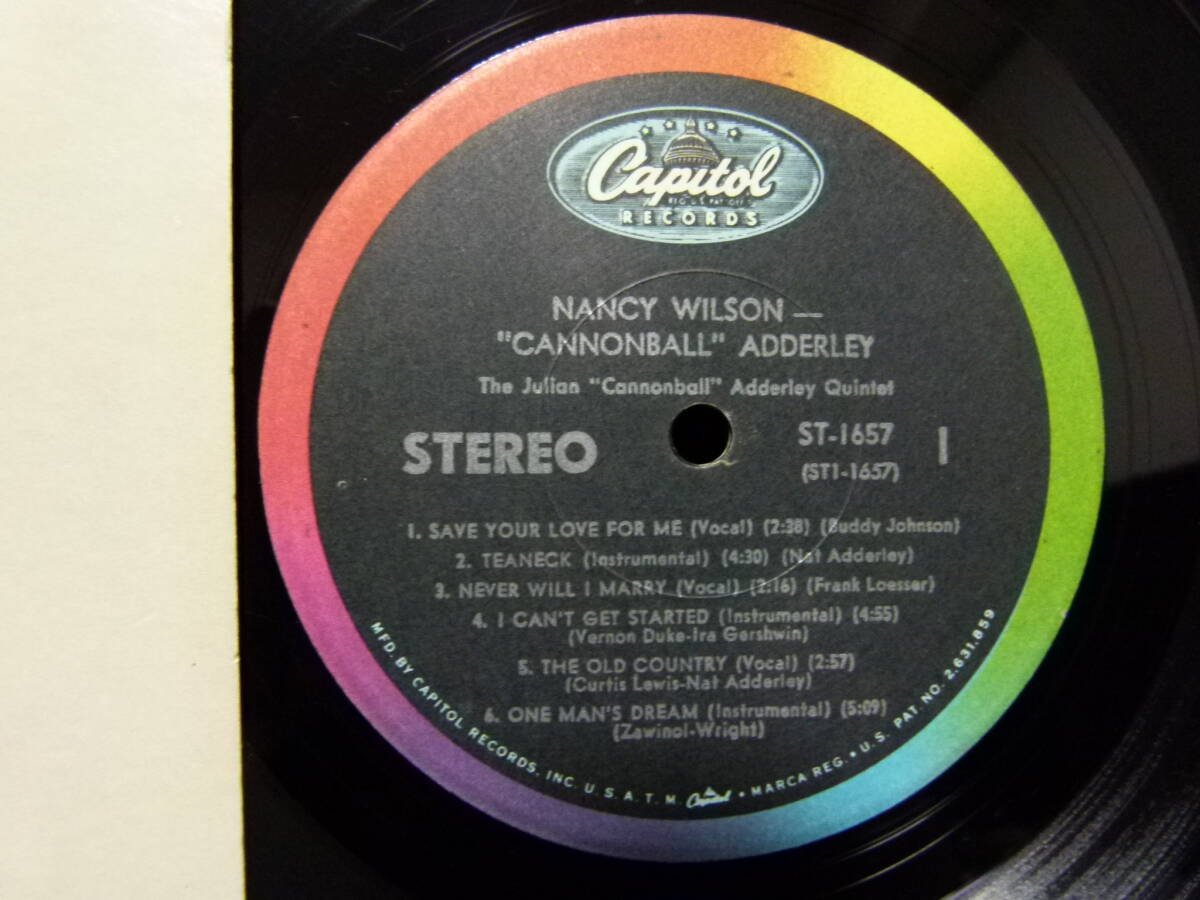 Capitol
REG. U.S. PAT. OFF.
RECORDS
NANCY WILSON —
"CANNONBALL" ADDERLEY
The Julian "Cannonball" Adderley Quintet
STEREO
ST-1657
(ST1-1657)
1
1. SAVE YOUR LOVE FOR ME (Vocal) (2:38) (Buddy Johnson)
2. TEANECK (Instrumental) (4:30) (Nat Adderley)
3. NEVER WILL I MARRY (Vocal) (2:16) (Frank Loesser)
4. I CAN'T GET STARTED (Instrumental) (4:55)
(Vernon Duke-Ira Gershwin)
5. THE OLD COUNTRY (Vocal) (2:57)
(Curtis Lewis-Nat Adderley)
6. ONE MAN'S DREAM (Instrumental) (5:09)
(Zawinol-Wright)
MFD. BY CAPITOL RECORDS, INC. U.S.A. T.M. Capitol • MARCA REG. • U.S. PAT. NO. 2,631,859